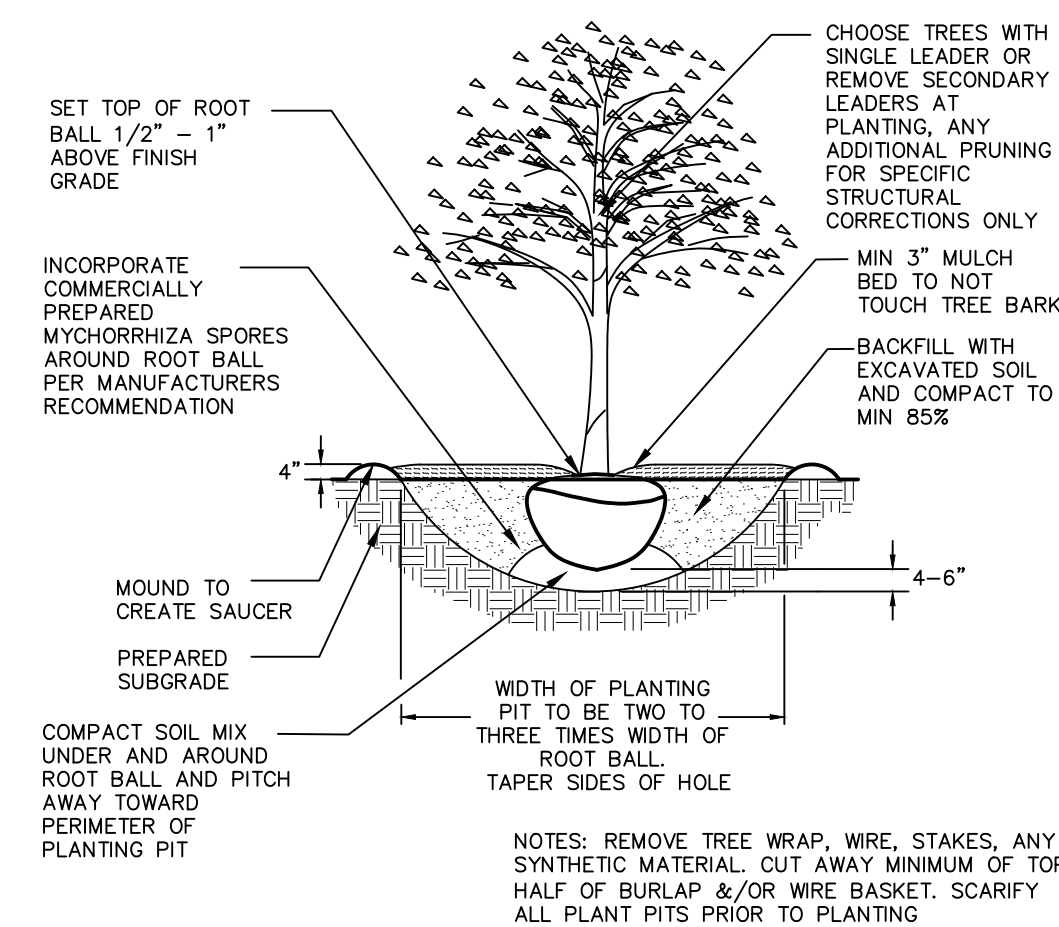 SET TOP OF ROOT
BALL 1/2" – 1"
ABOVE FINISH
GRADE
INCORPORATE
COMMERCIALLY
PREPARED
MYCHORRHIZA SPORES
AROUND ROOT BALL
PER MANUFACTURERS
RECOMMENDATION
4"
MOUND TO
CREATE SAUCER
PREPARED
SUBGRADE
COMPACT SOIL MIX
UNDER AND AROUND
ROOT BALL AND PITCH
AWAY TOWARD
PERIMETER OF
PLANTING PIT
CHOOSE TREES WITH
SINGLE LEADER OR
REMOVE SECONDARY
LEADERS AT
PLANTING, ANY
ADDITIONAL PRUNING
FOR SPECIFIC
STRUCTURAL
CORRECTIONS ONLY
MIN 3" MULCH
BED TO NOT
TOUCH TREE BARK
BACKFILL WITH
EXCAVATED SOIL
AND COMPACT TO
MIN 85%
4–6"
WIDTH OF PLANTING
PIT TO BE TWO TO
THREE TIMES WIDTH OF
ROOT BALL.
TAPER SIDES OF HOLE
NOTES: REMOVE TREE WRAP, WIRE, STAKES, ANY
SYNTHETIC MATERIAL. CUT AWAY MINIMUM OF TOP
HALF OF BURLAP &/OR WIRE BASKET. SCARIFY
ALL PLANT PITS PRIOR TO PLANTING